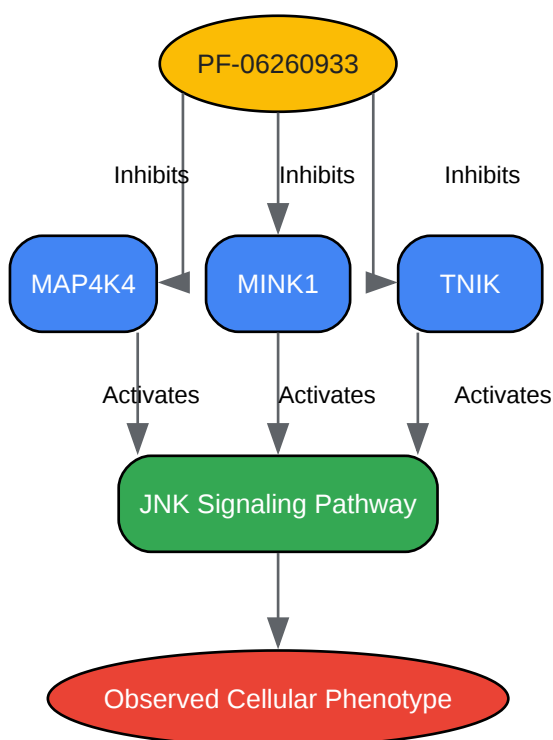 PF-06260933
Inhibits
Inhibits
Inhibits
MAP4K4
MINK1
TNIK
Activates
Activates
Activates
JNK Signaling Pathway
Observed Cellular Phenotype